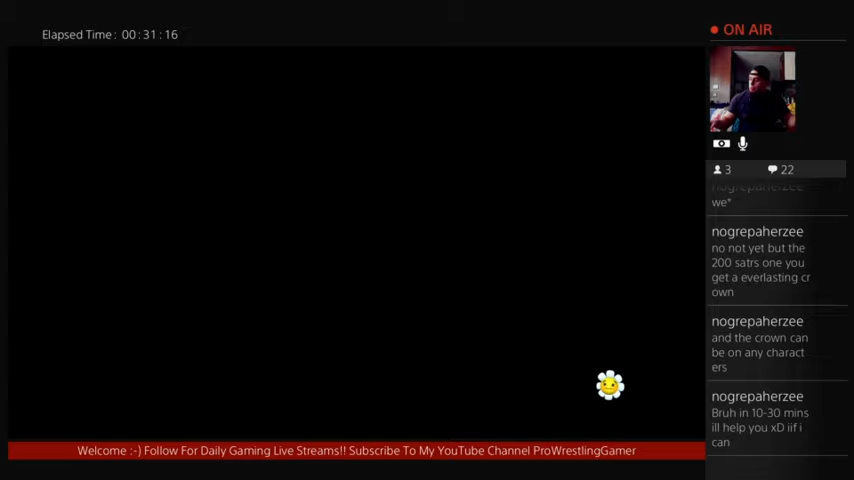 Elapsed Time: 00:31:16
ON AIR
3
22
nogrepaherzee
we*
nogrepaherzee
no not yet but the
200 satrs one you
get a everlasting cr
own
nogrepaherzee
and the crown can
be on any charact
ers
nogrepaherzee
Bruh in 10-30 mins
ill help you xD iif i
can
Welcome :-) Follow For Daily Gaming Live Streams!! Subscribe To My YouTube Channel ProWrestlingGamer